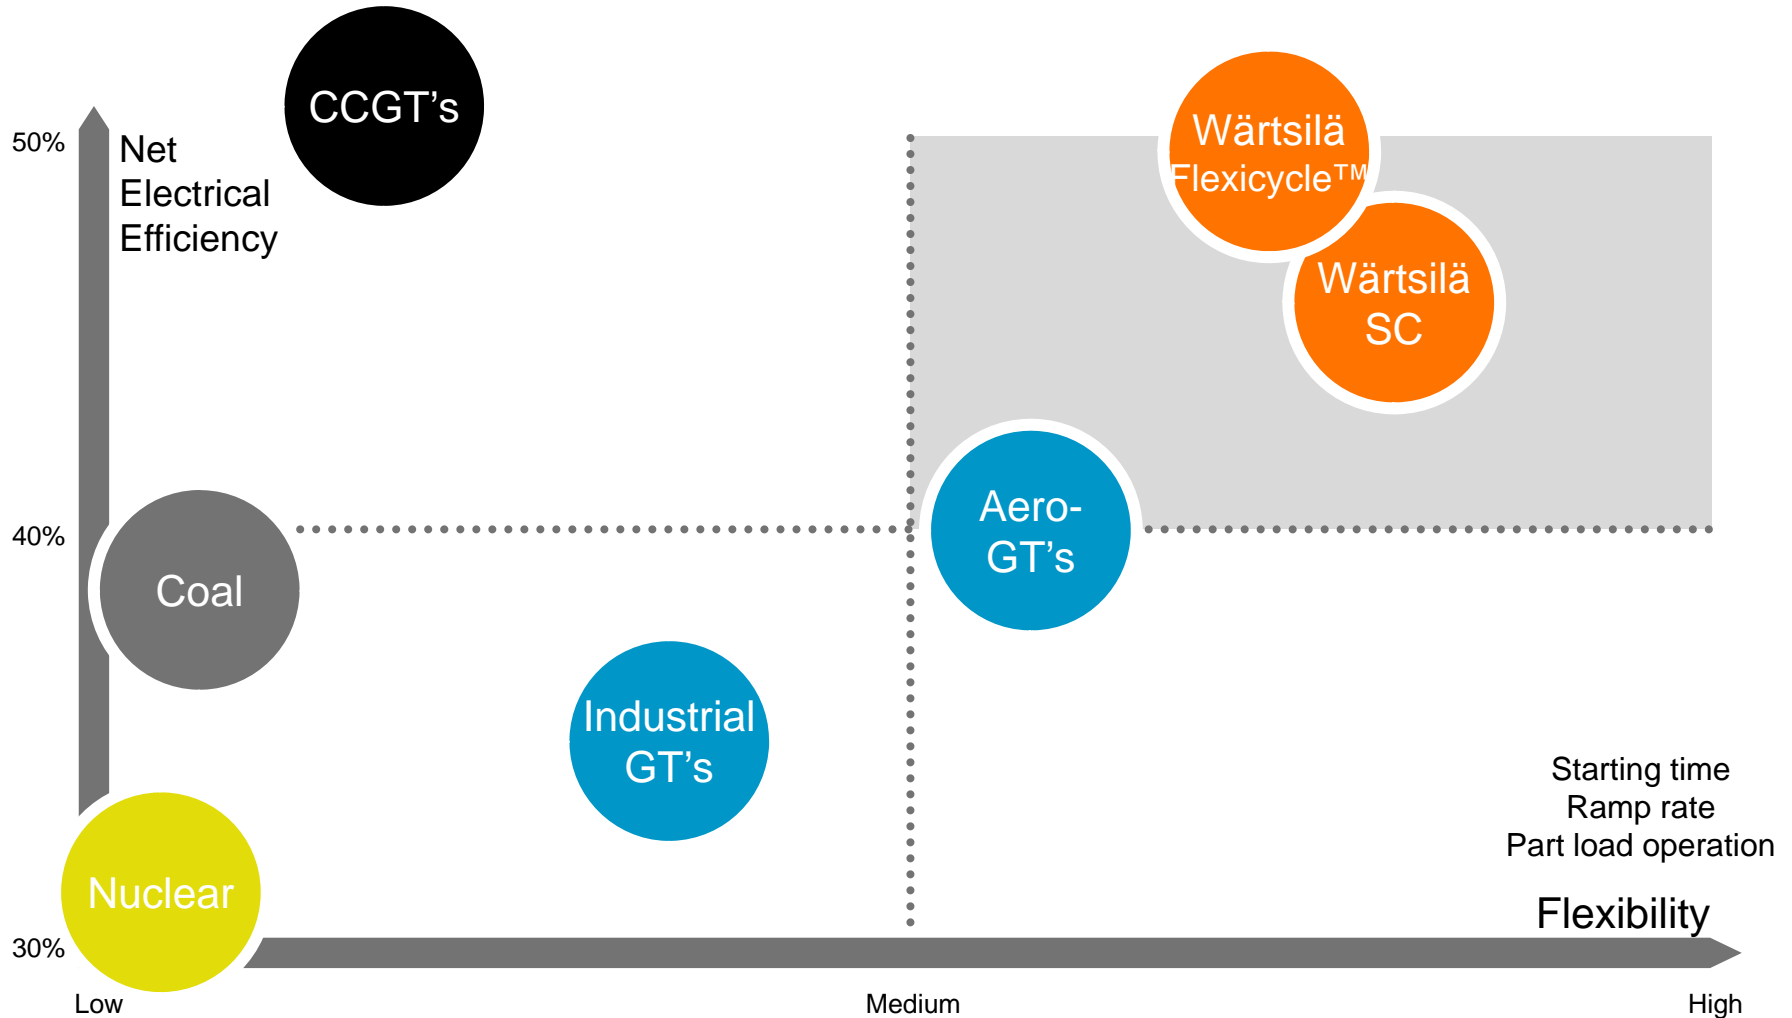 CCGT's
50%
Net
Electrical
Efficiency
Wärtsilä
Flexicycle™
Wärtsilä
SC
40%
Aero-
GT's
Coal
Industrial
GT's
Nuclear
Starting time
Ramp rate
Part load operation
Flexibility
30%
Low
Medium
High